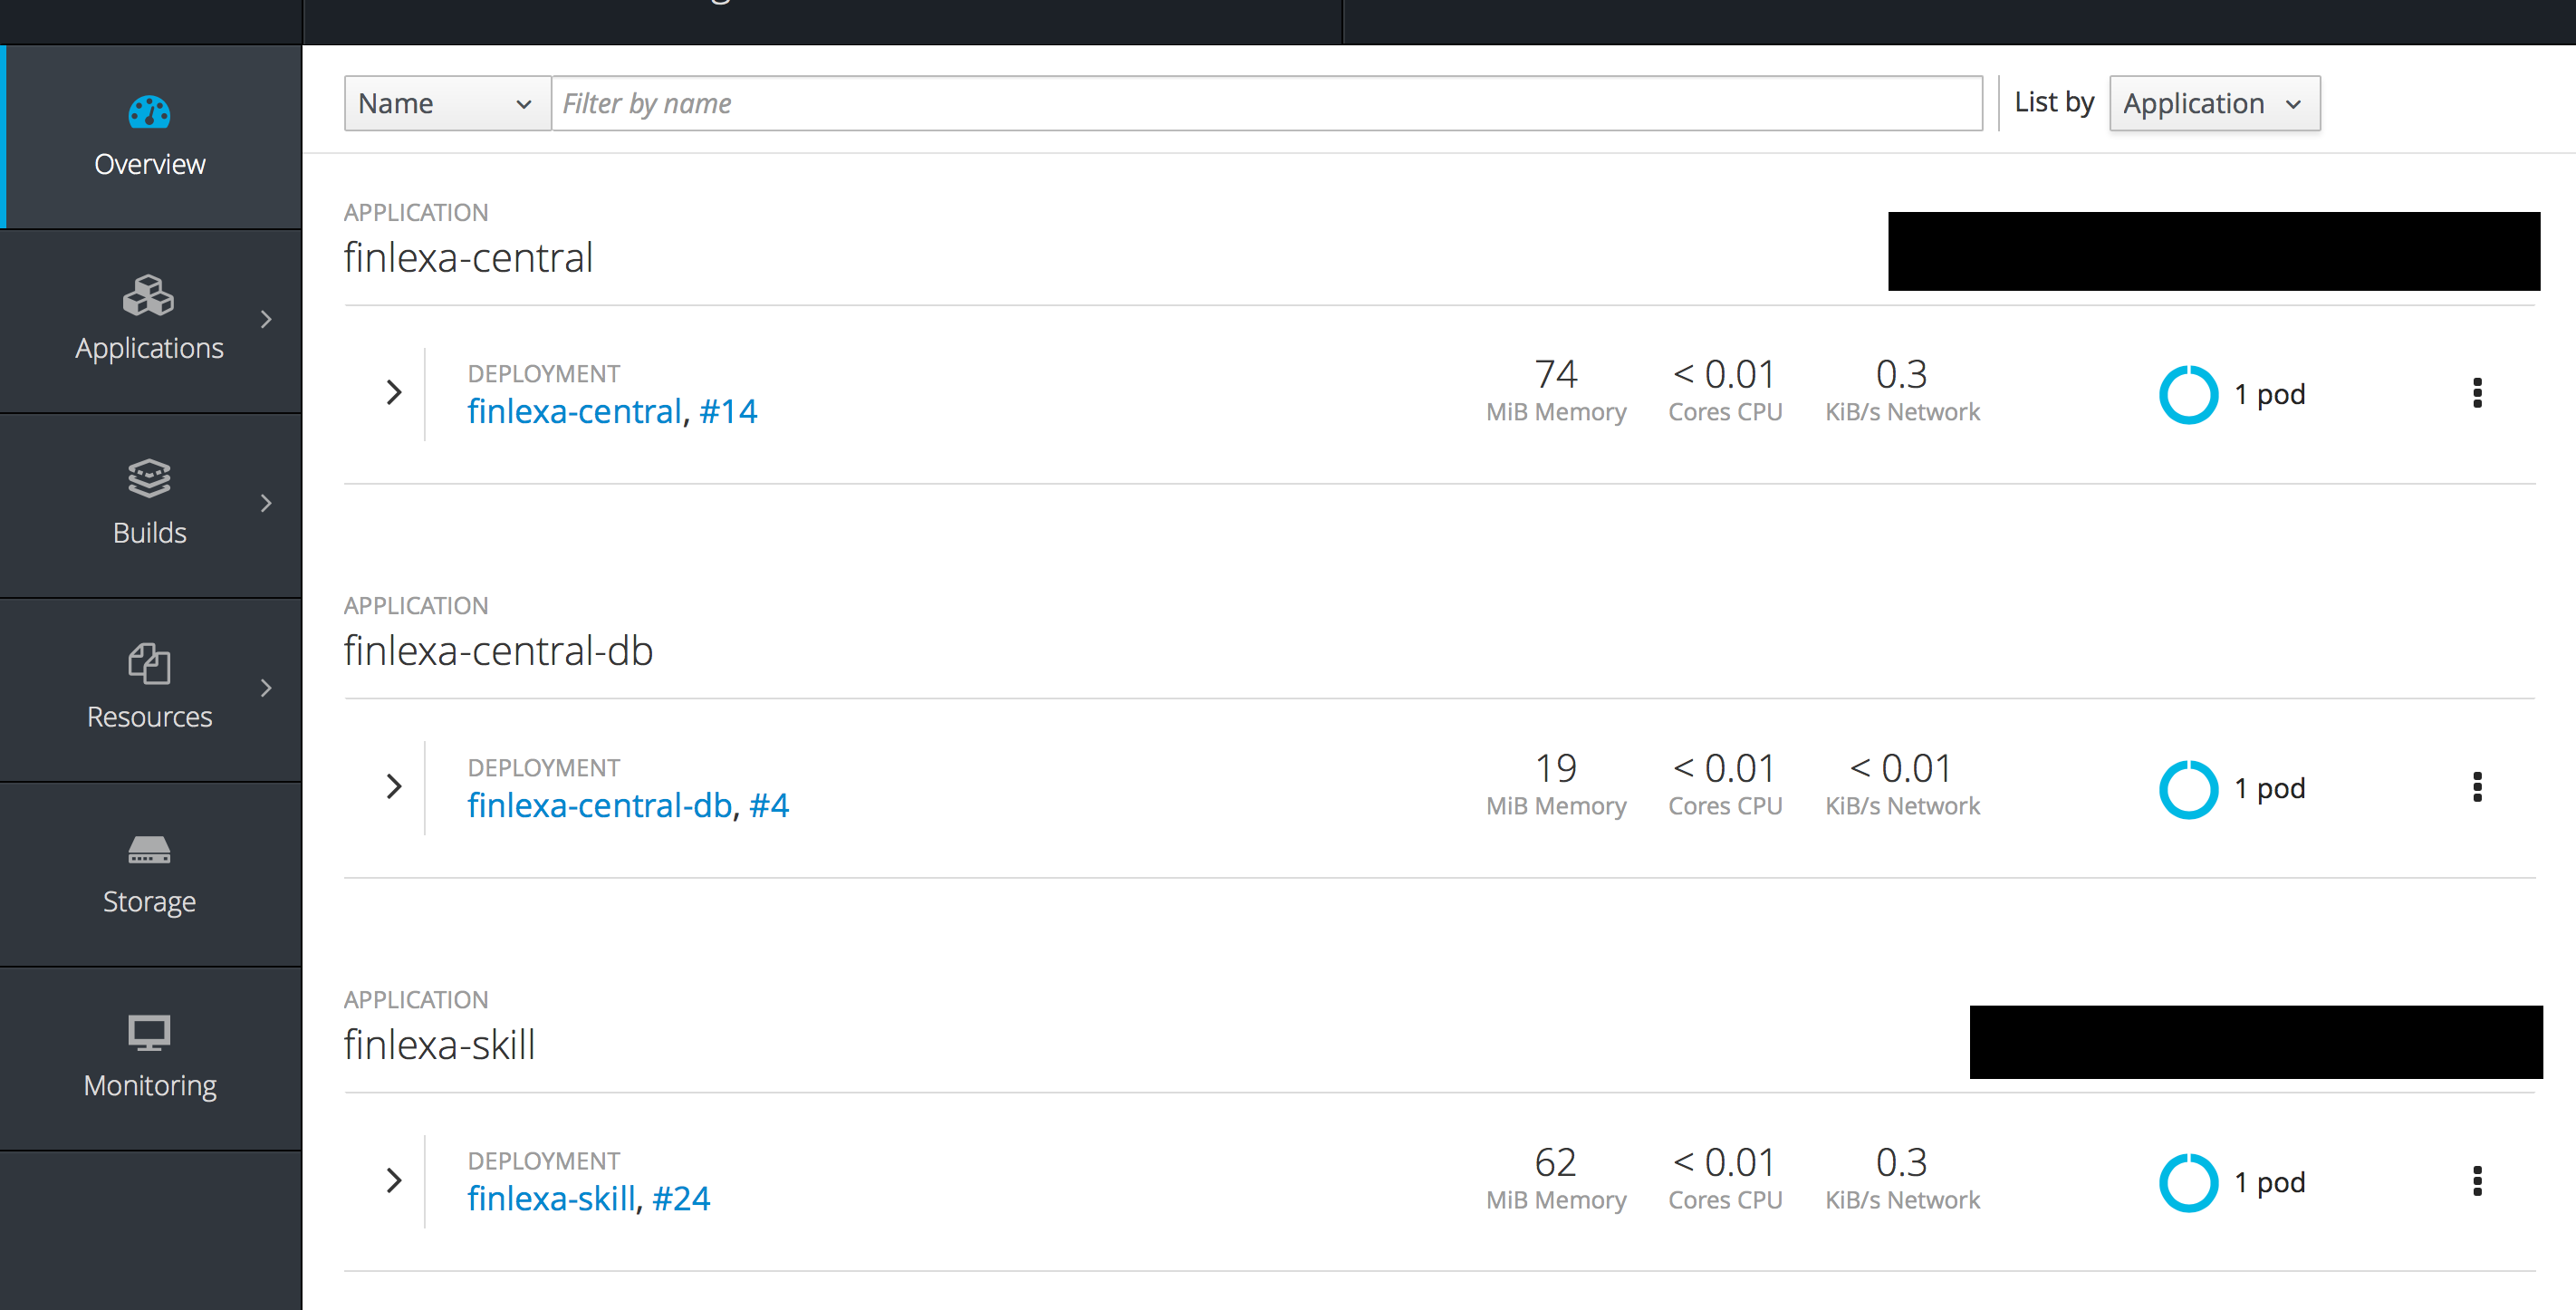 Overview
Applications
Builds
Resources
Storage
Monitoring
Name Filter by name List by Application
APPLICATION
finlexa-central
DEPLOYMENT
finlexa-central, #14
74 < 0.01 0.3
MiB Memory Cores CPU KiB/s Network
1 pod
APPLICATION
finlexa-central-db
DEPLOYMENT
finlexa-central-db, #4
19 < 0.01 < 0.01
MiB Memory Cores CPU KiB/s Network
1 pod
APPLICATION
finlexa-skill
DEPLOYMENT
finlexa-skill, #24
62 < 0.01 0.3
MiB Memory Cores CPU KiB/s Network
1 pod